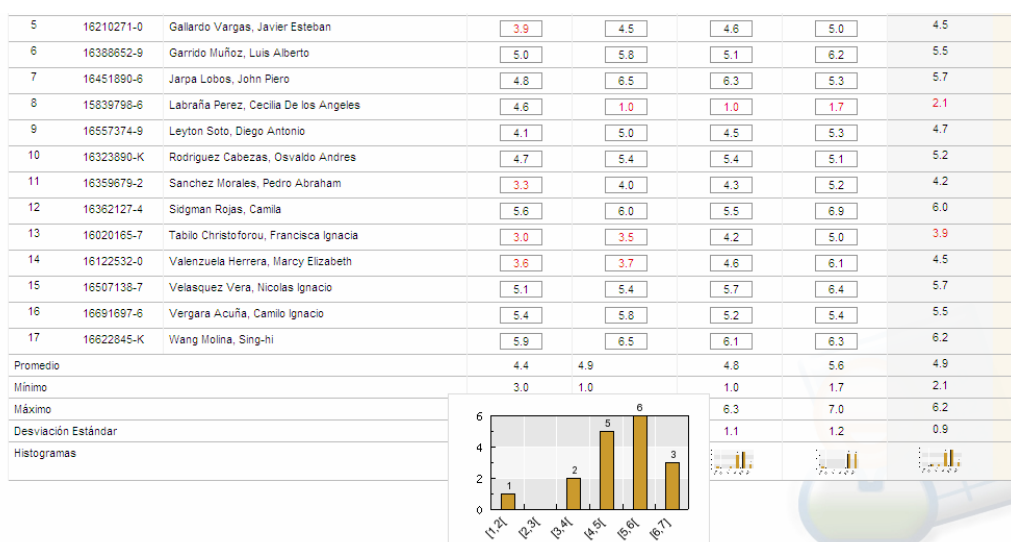 5 16210271-0 Gallardo Vargas, Javier Esteban 3.9 4.5 4.6 5.0 4.5
6 16388652-9 Garrido Muñoz, Luis Alberto 5.0 5.8 5.1 6.2 5.5
7 16451890-6 Jarpa Lobos, John Piero 4.8 6.5 6.3 5.3 5.7
8 15839798-6 Labraña Perez, Cecilia De los Angeles 4.6 1.0 1.0 1.7 2.1
9 16557374-9 Leyton Soto, Diego Antonio 4.1 5.0 4.5 5.3 4.7
10 16323890-K Rodriguez Cabezas, Osvaldo Andres 4.7 5.4 5.4 5.1 5.2
11 16359679-2 Sanchez Morales, Pedro Abraham 3.3 4.0 4.3 5.2 4.2
12 16362127-4 Sidgman Rojas, Camila 5.6 6.0 5.5 6.9 6.0
13 16020165-7 Tabilo Christoforou, Francisca Ignacia 3.0 3.5 4.2 5.0 3.9
14 16122532-0 Valenzuela Herrera, Marcy Elizabeth 3.6 3.7 4.6 6.1 4.5
15 16507138-7 Velasquez Vera, Nicolas Ignacio 5.1 5.4 5.7 6.4 5.7
16 16691697-6 Vergara Acuña, Camilo Ignacio 5.4 5.8 5.2 5.4 5.5
17 16622845-K Wang Molina, Sing-hi 5.9 6.5 6.1 6.3 6.2
Promedio 4.4 4.9 4.8 5.6 4.9
Mínimo 3.0 1.0 1.0 1.7 2.1
Máximo 6.3 7.0 6.2
Desviación Estándar 1.1 1.2 0.9
Histogramas
6
4
2
0
1 2 5 6 3
[1,2[ [2,3[ [3,4[ [4,5[ [5,6[ [6,7]